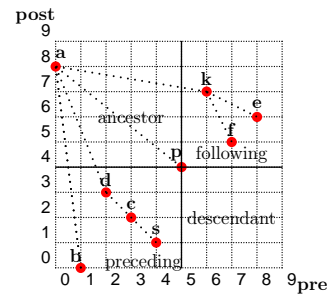 post
9
a
8
k
7
e
ancestor
6
f
5
p
following
4
d
3
c
descendant
2
s
1
b
preceding
0
0 1 2 3 4 5 6 7 8 9 pre